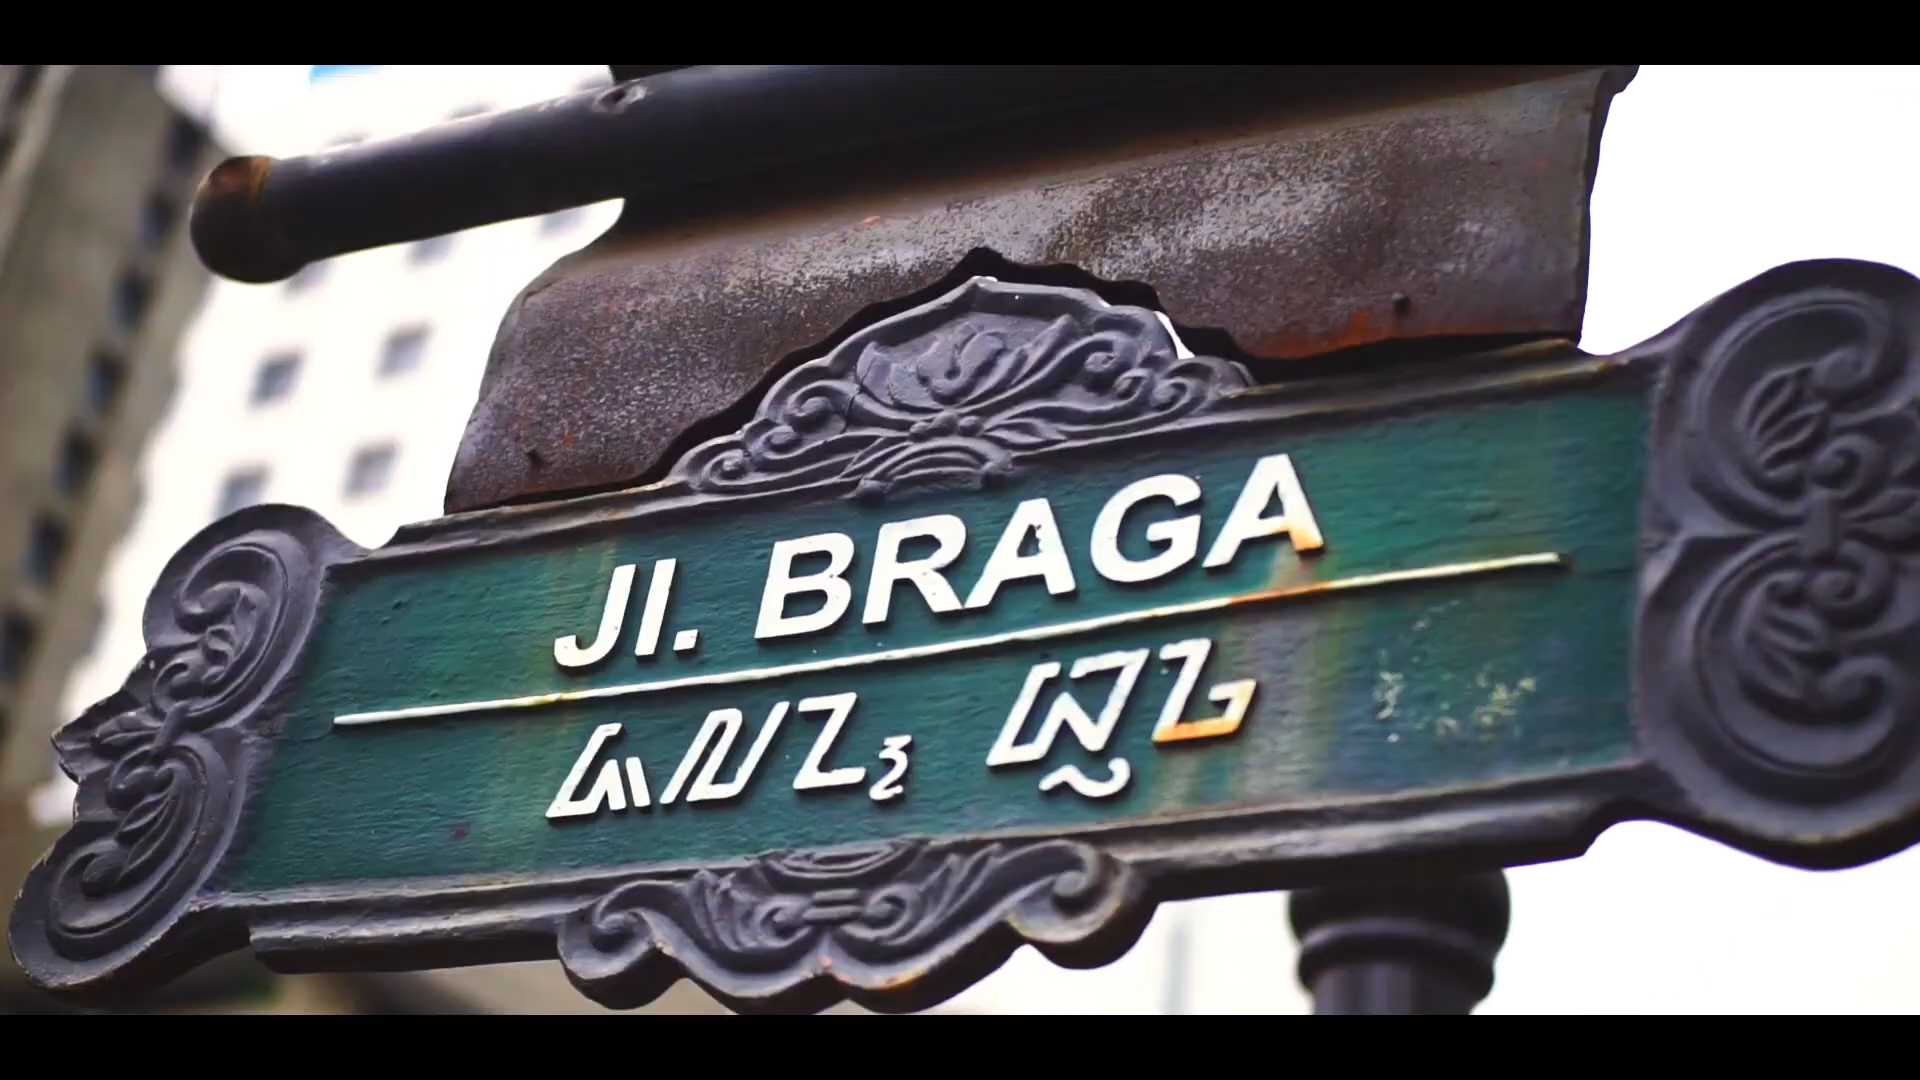 Jl. BRAGA
ᮏᮜᮔ᮪ ᮘᮢᮌ